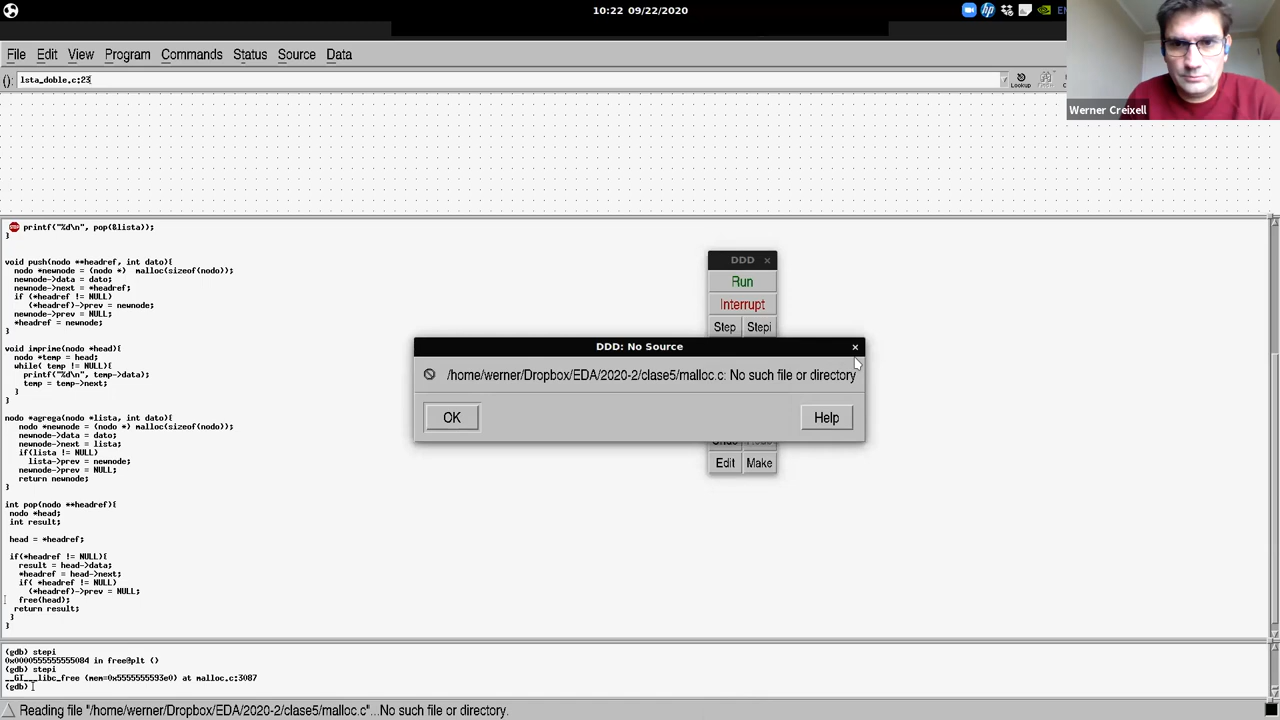 10:22 09/22/2020
EN
File Edit View Program Commands Status Source Data
(): lsta_doble.c:23
Lookup
Werner Creixell
printf("%d\n", pop(&lista));
}
void push(nodo **headref, int dato){
nodo *newnode = (nodo *) malloc(sizeof(nodo));
newnode->data = dato;
newnode->next = *headref;
if (*headref != NULL)
(*headref)->prev = newnode;
newnode->prev = NULL;
*headref = newnode;
}
void imprime(nodo *head){
nodo *temp = head;
while( temp != NULL){
printf("%d\n", temp->data);
temp = temp->next;
}
}
nodo *agrega(nodo *lista, int dato){
nodo *newnode = (nodo *) malloc(sizeof(nodo));
newnode->data = dato;
newnode->next = lista;
if(lista != NULL)
lista->prev = newnode;
newnode->prev = NULL;
return newnode;
}
int pop(nodo **headref){
nodo *head;
int result;
head = *headref;
if(*headref != NULL){
result = head->data;
*headref = head->next;
if( *headref != NULL)
(*headref)->prev = NULL;
free(head);
return result;
}
}
DDD
Run
Interrupt
Step Stepi
DDD: No Source
/home/werner/Dropbox/EDA/2020-2/clase5/malloc.c: No such file or directory
OK Help
Edit Make
(gdb) stepi
0x0000555555555084 in free@plt ()
(gdb) stepi
__GI___libc_free (mem=0x5555555593e0) at malloc.c:3087
(gdb)
Reading file "/home/werner/Dropbox/EDA/2020-2/clase5/malloc.c"...No such file or directory.